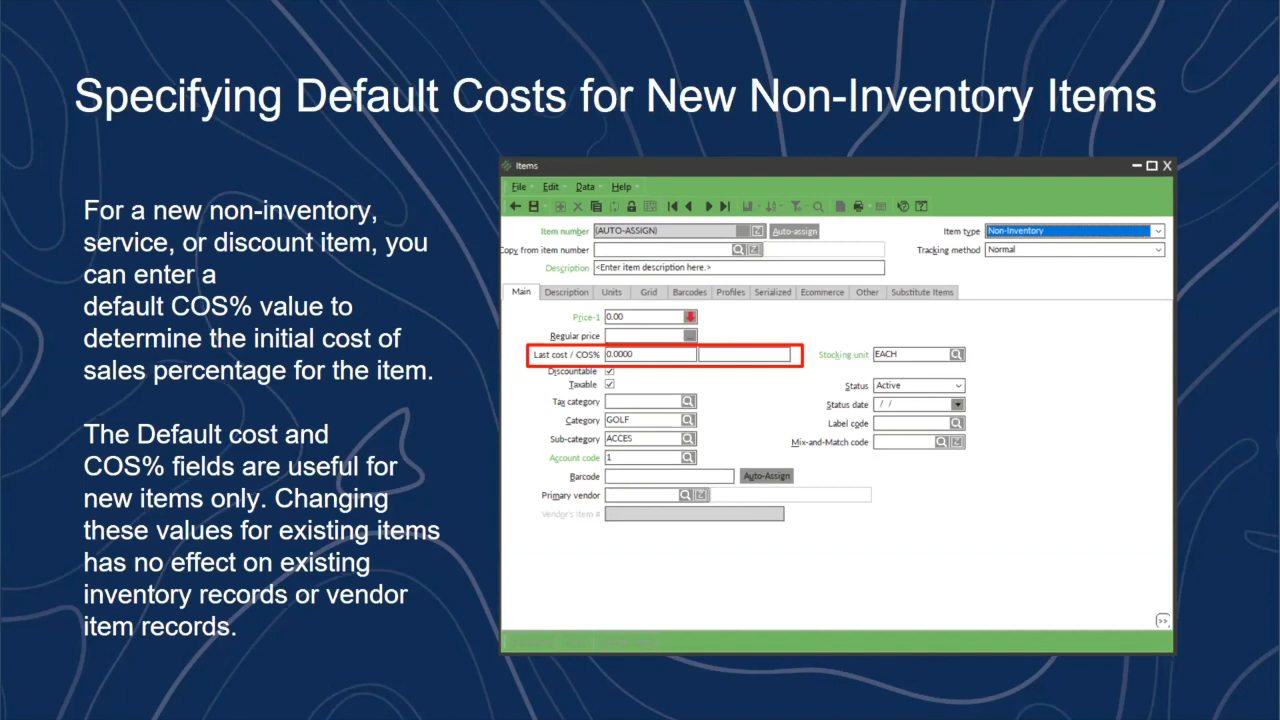 Specifying Default Costs for New Non-Inventory Items
For a new non-inventory,
service, or discount item, you
can enter a
default COS% value to
determine the initial cost of
sales percentage for the item.
The Default cost and
COS% fields are useful for
new items only. Changing
these values for existing items
has no effect on existing
inventory records or vendor
item records.
Items
File Edit Data Help
Item number (AUTO-ASSIGN) Auto-assign Item type Non-Inventory
Copy from item number Tracking method Normal
Description <Enter item description here.>
Main Description Units Grid Barcodes Profiles Serialized Ecommerce Other Substitute Items
Price-1 0.00
Regular price
Last cost / COS% 0.0000 Stocking unit EACH
Discountable
Taxable Status Active
Tax category Status date / /
Category GOLF Label code
Sub-category ACCES Mix-and-Match code
Account code 1
Barcode Auto-Assign
Primary vendor
Vendor's item #
>>